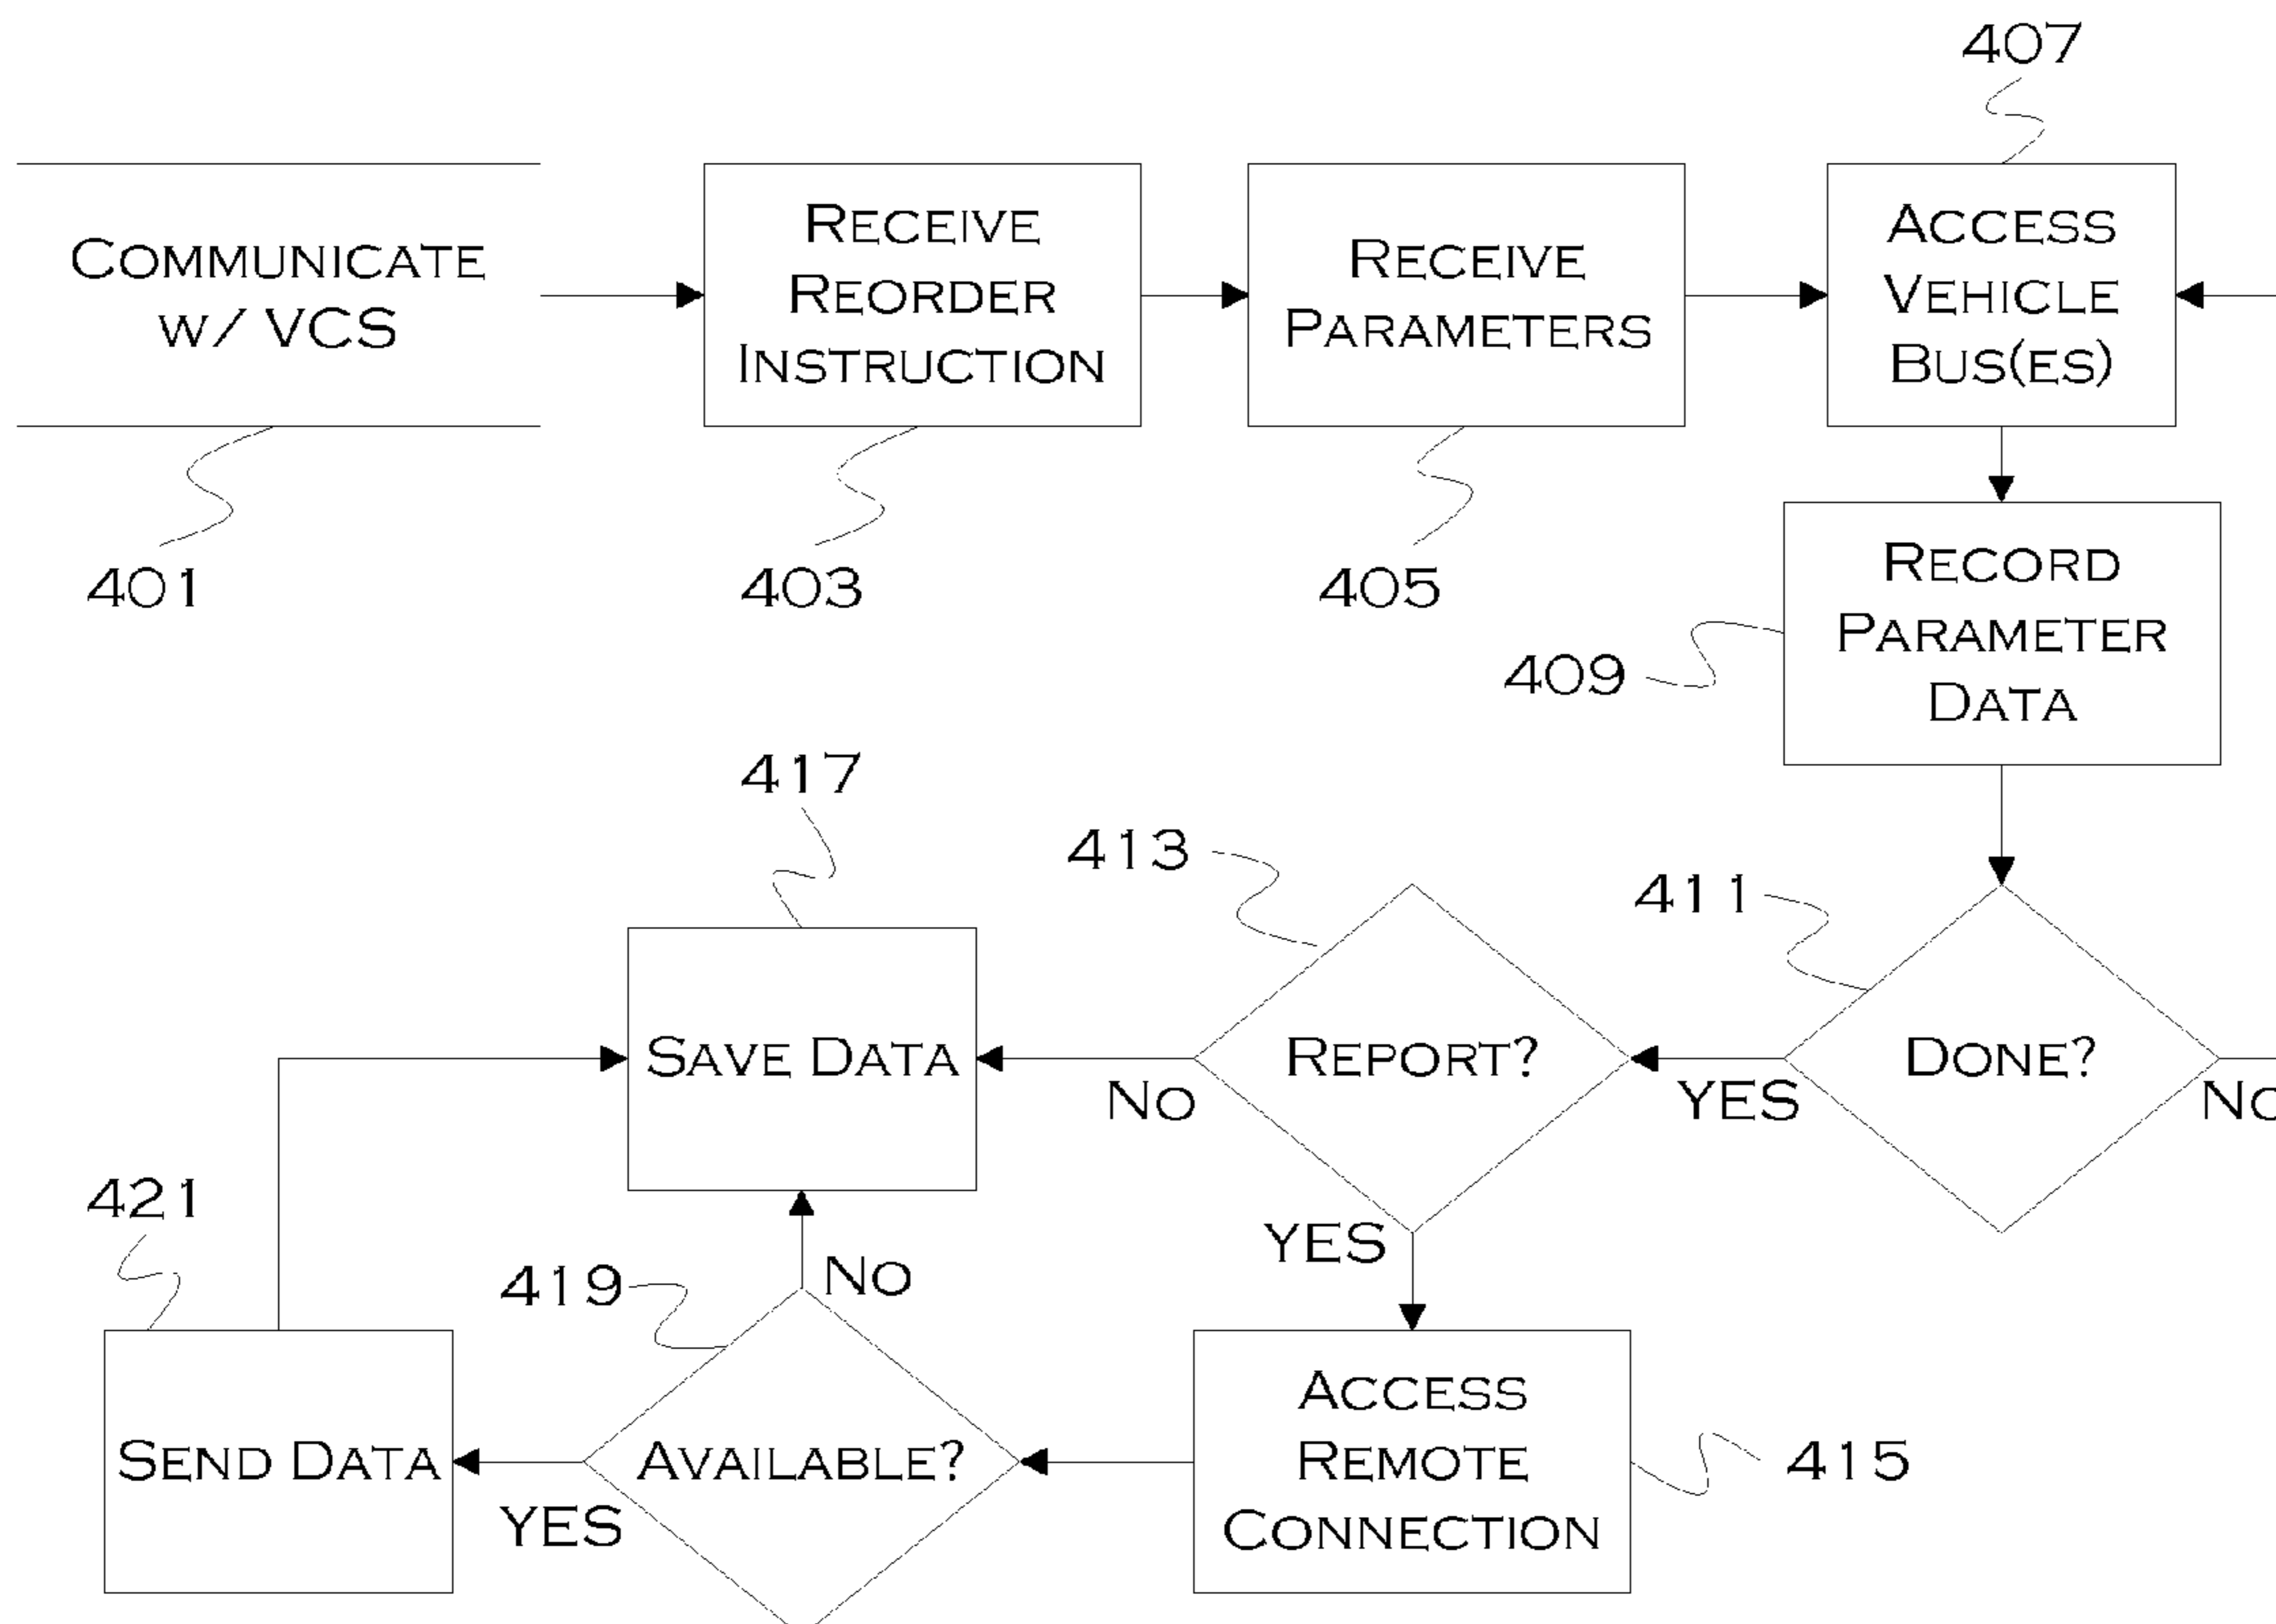 407
COMMUNICATE
W/ VCS
RECEIVE
REORDER
INSTRUCTION
RECEIVE
PARAMETERS
ACCESS
VEHICLE
BUS(ES)
401
403
405
RECORD
PARAMETER
DATA
409
417
413
411
SAVE DATA
REPORT?
DONE?
NO
YES
NO
421
YES
419
NO
SEND DATA
AVAILABLE?
ACCESS
REMOTE
CONNECTION
415
YES